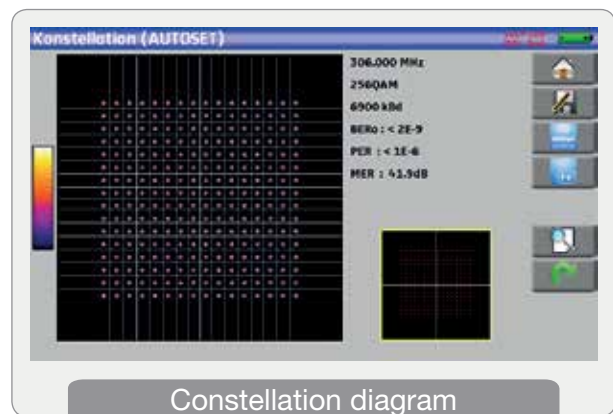 Konstellation (AUTOSET)
306.000 MHz
256QAM
6900 kBd
BERo : < 2E-9
PER : < 1E-6
MER : 41.9dB
Constellation diagram